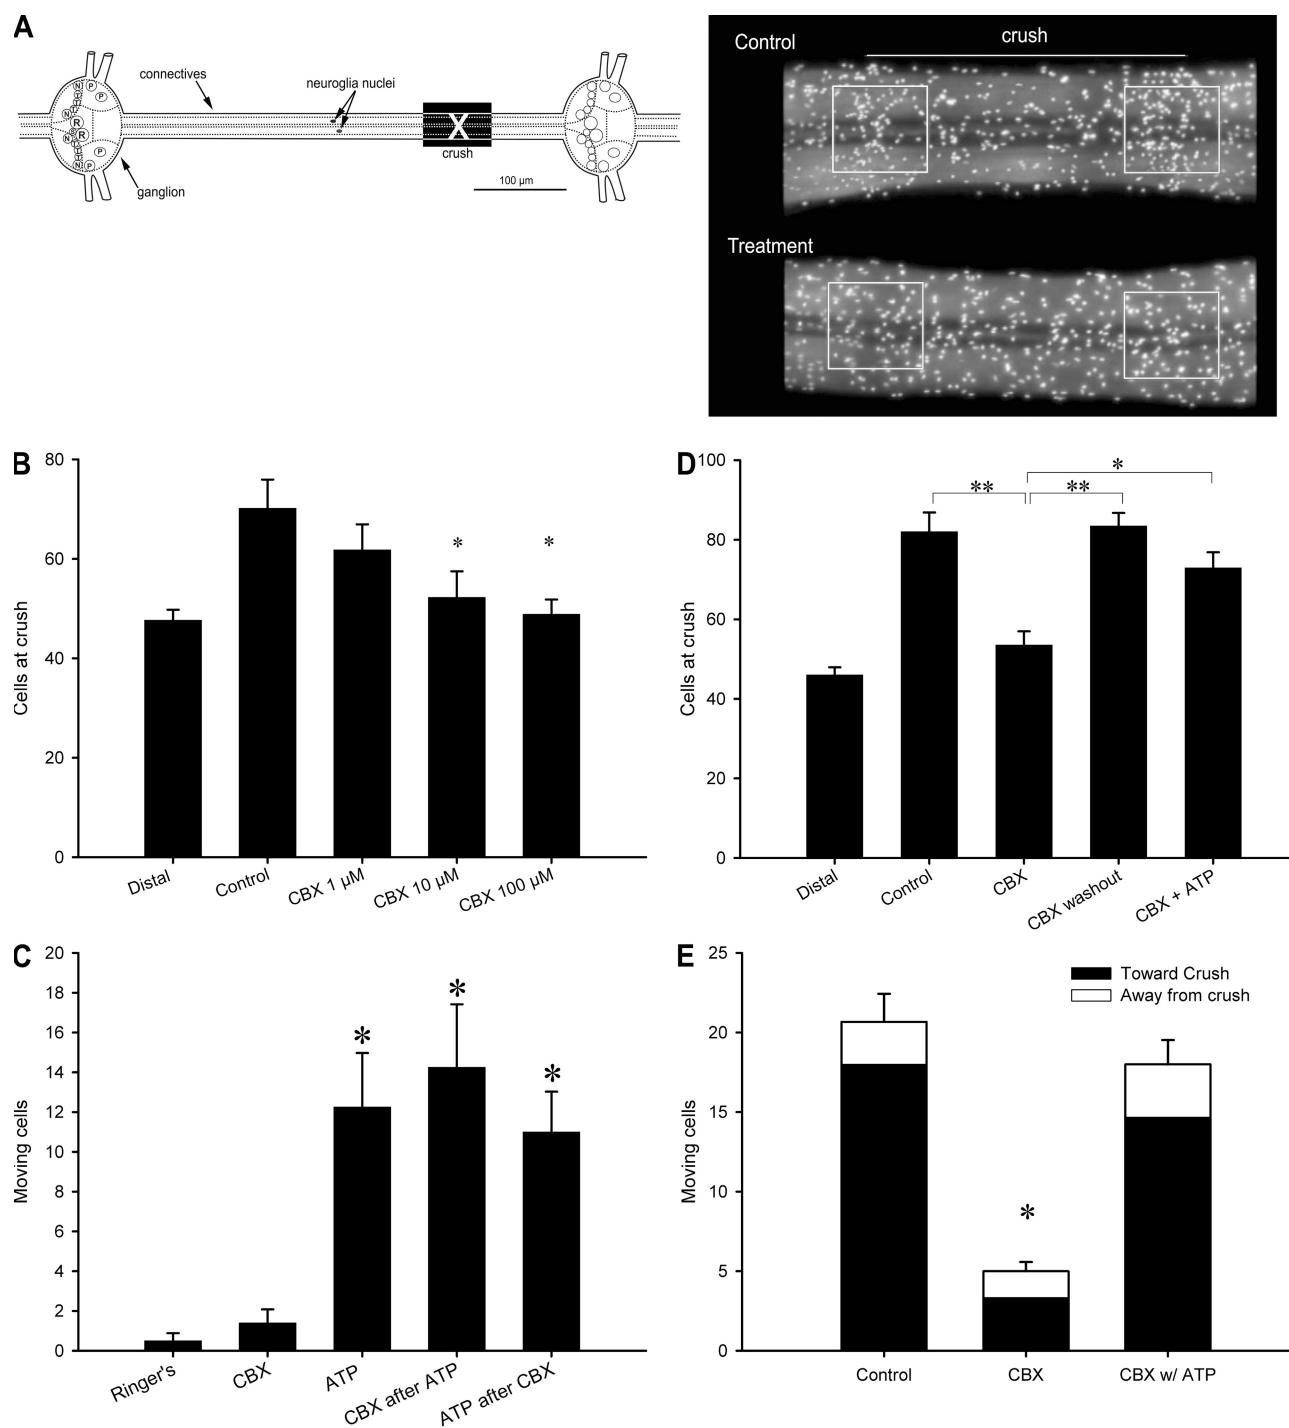 A
connectives
neuroglia nuclei
N P
P
N
R
N
R
P
N P
X
crush
ganglion
100 µm
Control
crush
Treatment
B
80
60
40
20
0
Cells at crush
Distal
Control
CBX 1 µM
CBX 10 µM
CBX 100 µM
*
*
D
100
80
60
40
20
0
Cells at crush
**
**
*
Distal
Control
CBX
CBX washout
CBX + ATP
C
20
18
16
14
12
10
8
6
4
2
0
Moving cells
*
*
*
Ringer's
CBX
ATP
CBX after ATP
ATP after CBX
E
25
20
15
10
5
0
Moving cells
Toward Crush
Away from crush
*
Control
CBX
CBX w/ ATP